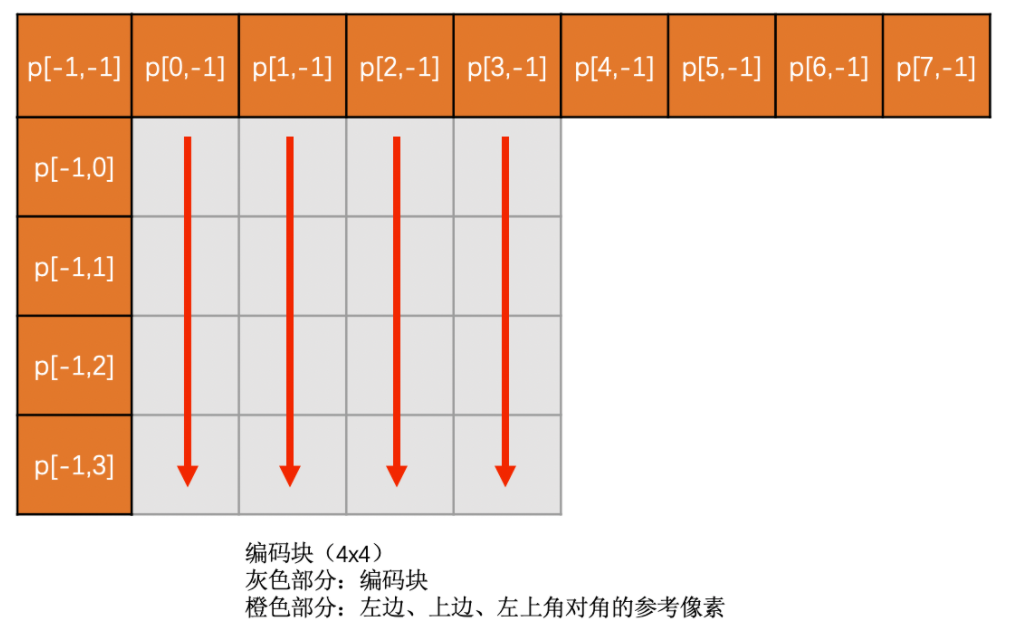 p[-1,-1] p[0,-1] p[1,-1] p[2,-1] p[3,-1] p[4,-1] p[5,-1] p[6,-1] p[7,-1]
p[-1,0]
p[-1,1]
p[-1,2]
p[-1,3]
编码块（4x4）
灰色部分：编码块
橙色部分：左边、上边、左上角对角的参考像素